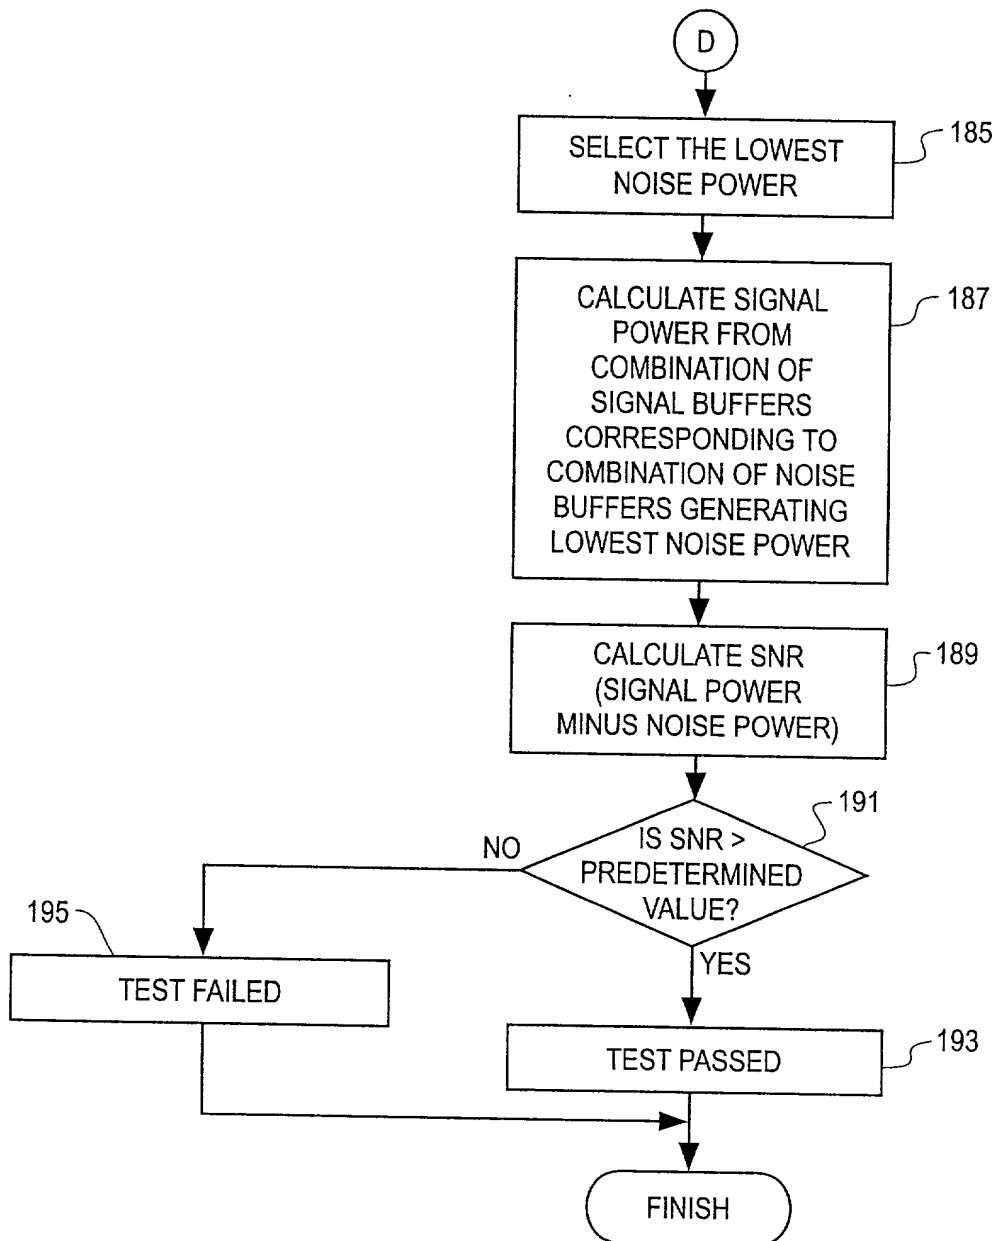 D
SELECT THE LOWEST
NOISE POWER
185
CALCULATE SIGNAL
POWER FROM
COMBINATION OF
SIGNAL BUFFERS
CORRESPONDING TO
COMBINATION OF NOISE
BUFFERS GENERATING
LOWEST NOISE POWER
187
CALCULATE SNR
(SIGNAL POWER
MINUS NOISE POWER)
189
IS SNR >
PREDETERMINED
VALUE?
191
NO
YES
195
TEST FAILED
TEST PASSED
193
FINISH